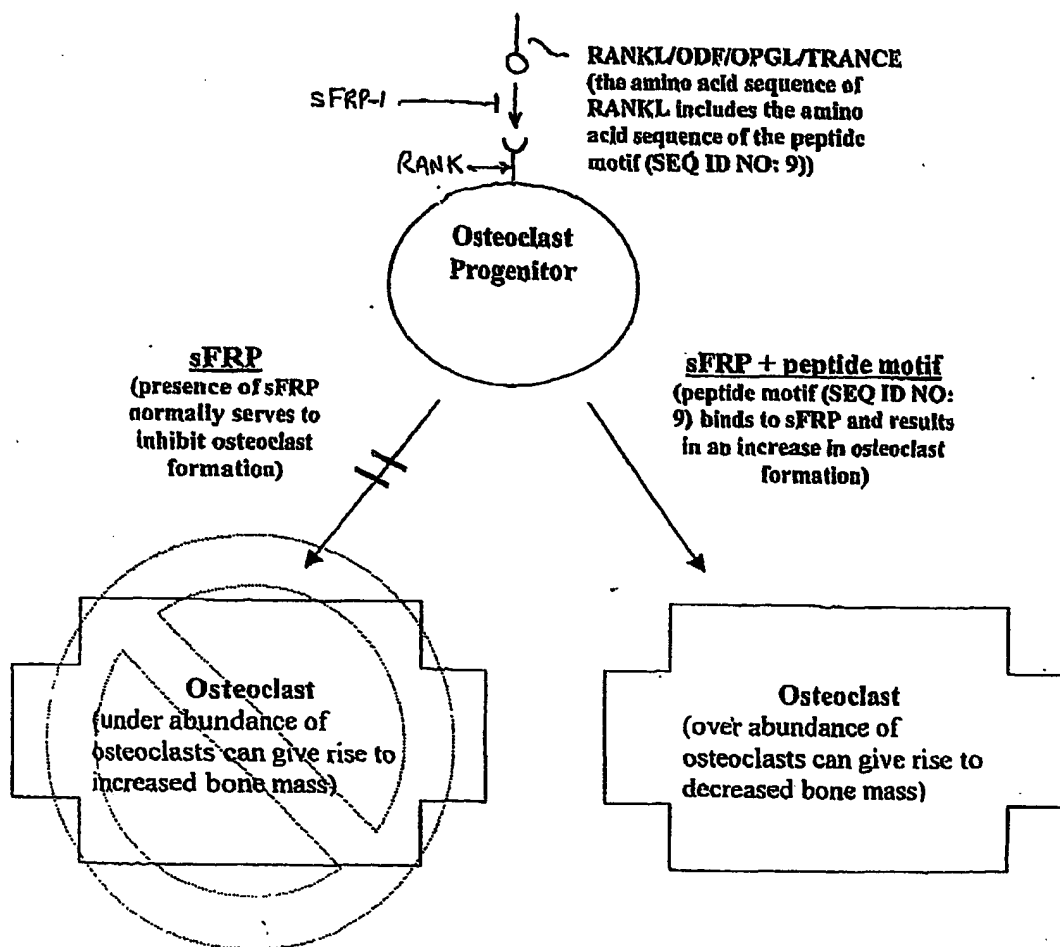 RANKL/ODF/OPGL/TRANCE
(the amino acid sequence of
RANKL includes the amino
acid sequence of the peptide
motif (SEQ ID NO: 9))
sFRP-1
RANK
Osteoclast
Progenitor
sFRP
(presence of sFRP
normally serves to
inhibit osteoclast
formation)
sFRP + peptide motif
(peptide motif (SEQ ID NO:
9) binds to sFRP and results
in an increase in osteoclast
formation)
Osteoclast
(under abundance of
osteoclasts can give rise to
increased bone mass)
Osteoclast
(over abundance of
osteoclasts can give rise to
decreased bone mass)